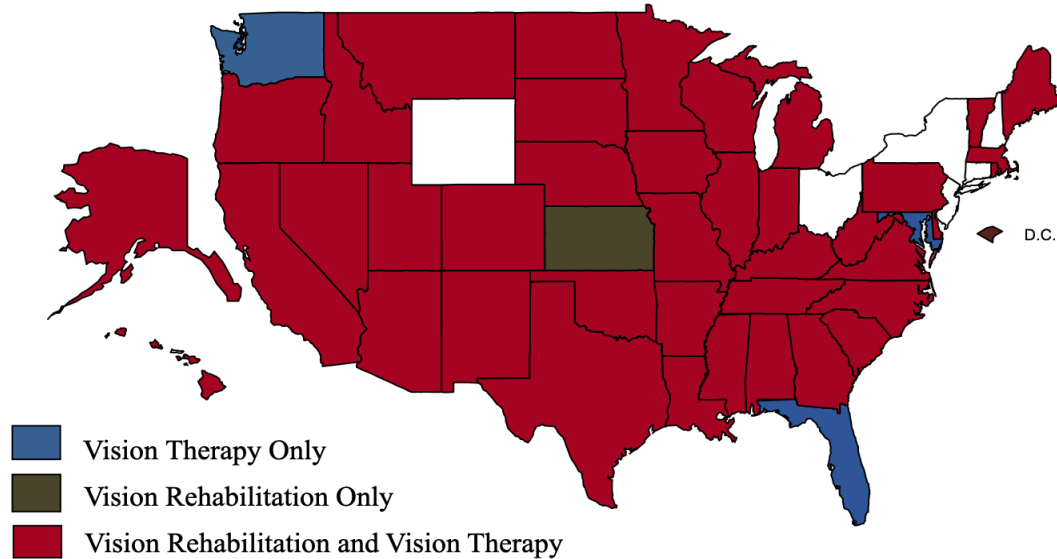 D.C.
Vision Therapy Only
Vision Rehabilitation Only
Vision Rehabilitation and Vision Therapy